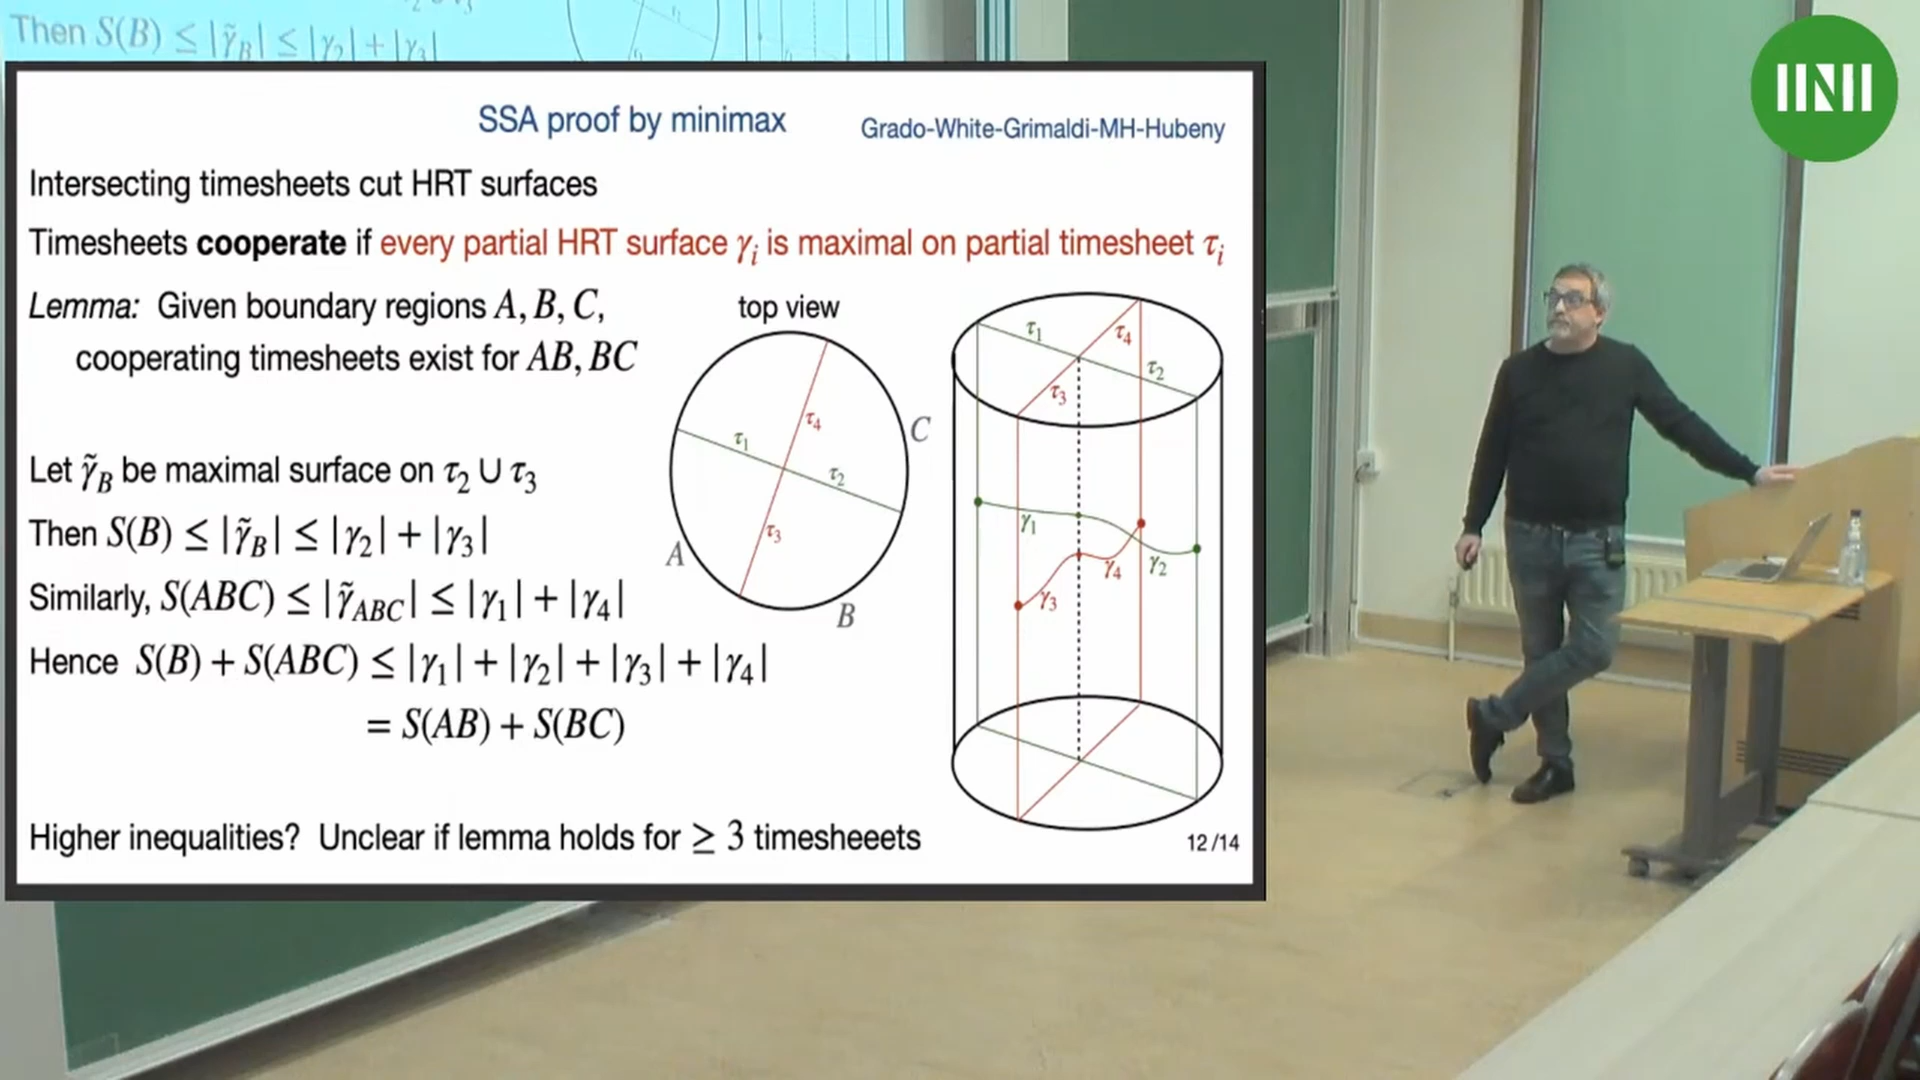 Then S(B) ≤ |γ̃_B| ≤ |γ₂| + |γ₃|
SSA proof by minimax
Grado-White-Grimaldi-MH-Hubeny
Intersecting timesheets cut HRT surfaces
Timesheets cooperate if every partial HRT surface γᵢ is maximal on partial timesheet τᵢ
Lemma: Given boundary regions A, B, C,
cooperating timesheets exist for AB, BC
top view
τ₁
τ₄
τ₂
τ₃
A
B
C
τ₁
τ₄
τ₂
τ₃
γ₁
γ₄
γ₂
γ₃
Let γ̃_B be maximal surface on τ₂ ∪ τ₃
Then S(B) ≤ |γ̃_B| ≤ |γ₂| + |γ₃|
Similarly, S(ABC) ≤ |γ̃_ABC| ≤ |γ₁| + |γ₄|
Hence S(B) + S(ABC) ≤ |γ₁| + |γ₂| + |γ₃| + |γ₄|
= S(AB) + S(BC)
Higher inequalities? Unclear if lemma holds for ≥ 3 timesheeets
12/14